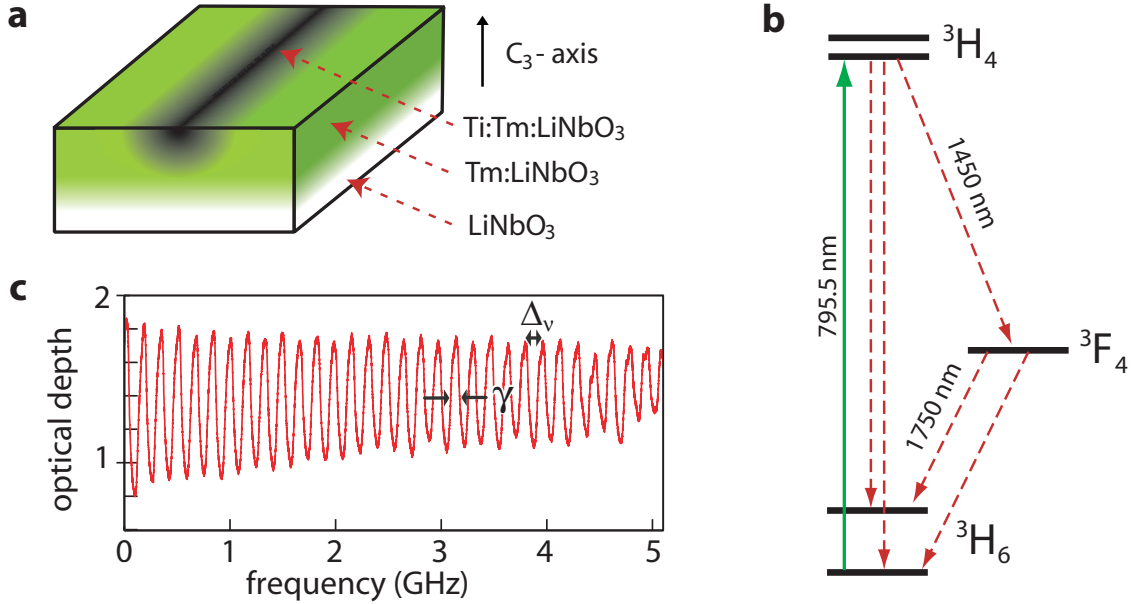 a
C₃- axis
Ti:Tm:LiNbO₃
Tm:LiNbO₃
LiNbO₃
b
³H₄
1450 nm
795.5 nm
³F₄
1750 nm
³H₆
c
2
1
optical depth
Δᵥ
γ
0 1 2 3 4 5
frequency (GHz)